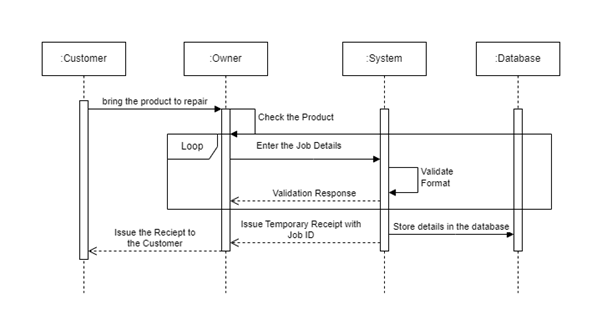 :Customer
:Owner
:System
:Database
bring the product to repair
Check the Product
Loop
Enter the Job Details
Validate
Format
Validation Response
Issue Temporary Receipt with
Job ID
Store details in the database
Issue the Reciept to
the Customer